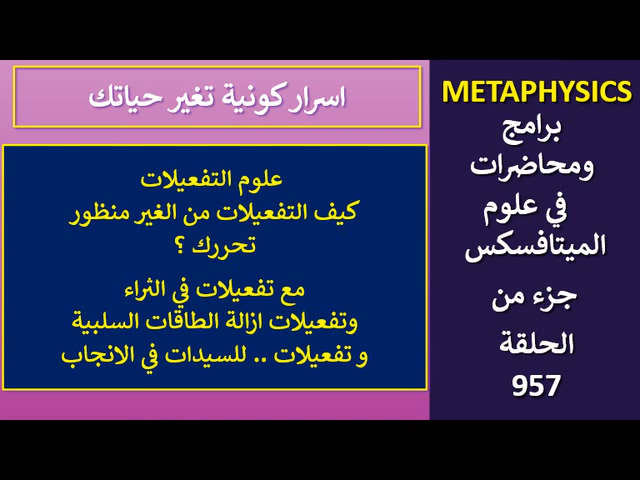 اسرار كونية تغير حياتك
علوم التفعيلات
كيف التفعيلات من الغير منظور
تحررك ؟
مع تفعيلات في الثراء
وتفعيلات ازالة الطاقات السلبية
و تفعيلات .. للسيدات في الانجاب
METAPHYSICS
برامج
ومحاضرات
في علوم
الميتافسكس
جزء من
الحلقة
957